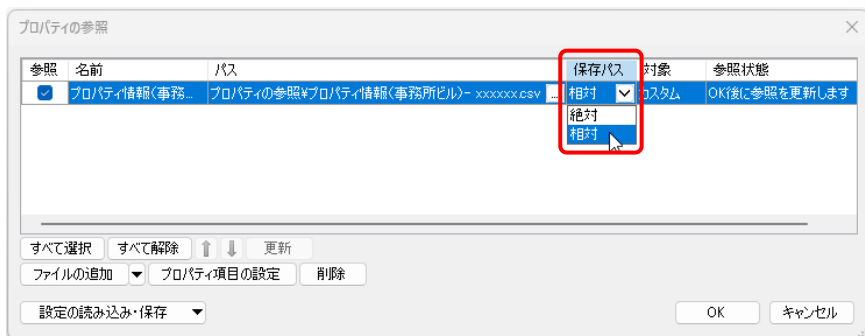 プロパティの参照
参照 名前 パス 保存パス 対象 参照状態
プロパティ情報(事務... プロパティの参照¥プロパティ情報(事務所ビル)- xxxxxx.csv ... 相対 カスタム OK後に参照を更新します
絶対
相対
すべて選択 すべて解除 更新
ファイルの追加 プロパティ項目の設定 削除
設定の読み込み・保存 OK キャンセル